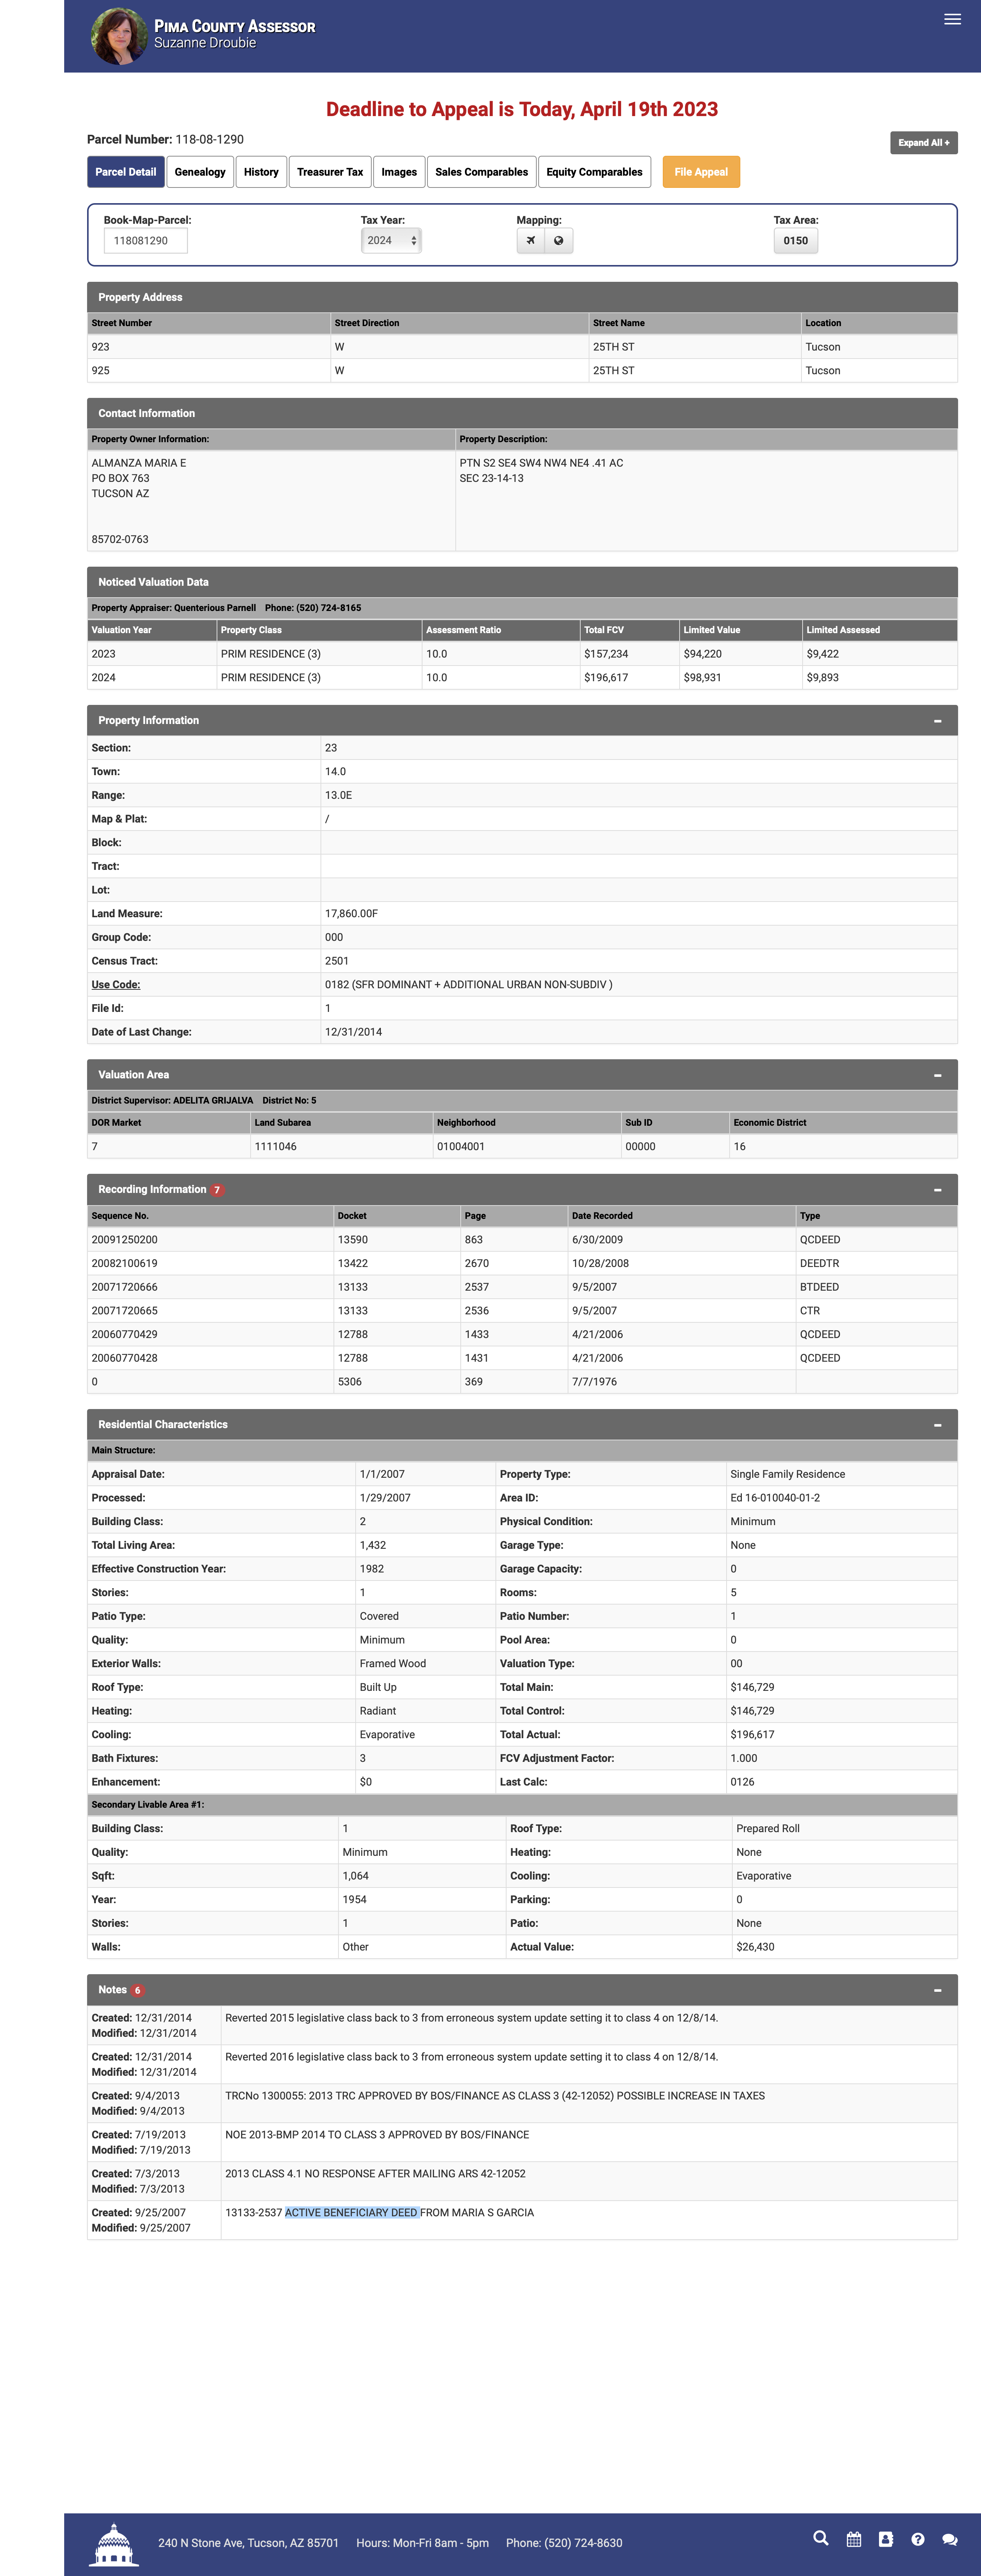 PIMA COUNTY ASSESSOR
Suzanne Droubie
Deadline to Appeal is Today, April 19th 2023
Parcel Number: 118-08-1290
Expand All +
Parcel Detail Genealogy History Treasurer Tax Images Sales Comparables Equity Comparables File Appeal
Book-Map-Parcel: Tax Year: Mapping: Tax Area:
118081290 2024 0150
Property Address
Street Number Street Direction Street Name Location
923 W 25TH ST Tucson
925 W 25TH ST Tucson
Contact Information
Property Owner Information: Property Description:
ALMANZA MARIA E PTN S2 SE4 SW4 NW4 NE4 .41 AC
PO BOX 763 SEC 23-14-13
TUCSON AZ
85702-0763
Noticed Valuation Data
Property Appraiser: Quenterious Parnell Phone: (520) 724-8165
Valuation Year Property Class Assessment Ratio Total FCV Limited Value Limited Assessed
2023 PRIM RESIDENCE (3) 10.0 $157,234 $94,220 $9,422
2024 PRIM RESIDENCE (3) 10.0 $196,617 $98,931 $9,893
Property Information
Section: 23
Town: 14.0
Range: 13.0E
Map & Plat: /
Block:
Tract:
Lot:
Land Measure: 17,860.00F
Group Code: 000
Census Tract: 2501
Use Code: 0182 (SFR DOMINANT + ADDITIONAL URBAN NON-SUBDIV )
File Id: 1
Date of Last Change: 12/31/2014
Valuation Area
District Supervisor: ADELITA GRIJALVA District No: 5
DOR Market Land Subarea Neighborhood Sub ID Economic District
7 1111046 01004001 00000 16
Recording Information 7
Sequence No. Docket Page Date Recorded Type
20091250200 13590 863 6/30/2009 QCDEED
20082100619 13422 2670 10/28/2008 DEEDTR
20071720666 13133 2537 9/5/2007 BTDEED
20071720665 13133 2536 9/5/2007 CTR
20060770429 12788 1433 4/21/2006 QCDEED
20060770428 12788 1431 4/21/2006 QCDEED
0 5306 369 7/7/1976
Residential Characteristics
Main Structure:
Appraisal Date: 1/1/2007 Property Type: Single Family Residence
Processed: 1/29/2007 Area ID: Ed 16-010040-01-2
Building Class: 2 Physical Condition: Minimum
Total Living Area: 1,432 Garage Type: None
Effective Construction Year: 1982 Garage Capacity: 0
Stories: 1 Rooms: 5
Patio Type: Covered Patio Number: 1
Quality: Minimum Pool Area: 0
Exterior Walls: Framed Wood Valuation Type: 00
Roof Type: Built Up Total Main: $146,729
Heating: Radiant Total Control: $146,729
Cooling: Evaporative Total Actual: $196,617
Bath Fixtures: 3 FCV Adjustment Factor: 1.000
Enhancement: $0 Last Calc: 0126
Secondary Livable Area #1:
Building Class: 1 Roof Type: Prepared Roll
Quality: Minimum Heating: None
Sqft: 1,064 Cooling: Evaporative
Year: 1954 Parking: 0
Stories: 1 Patio: None
Walls: Other Actual Value: $26,430
Notes 6
Created: 12/31/2014 Reverted 2015 legislative class back to 3 from erroneous system update setting it to class 4 on 12/8/14.
Modified: 12/31/2014
Created: 12/31/2014 Reverted 2016 legislative class back to 3 from erroneous system update setting it to class 4 on 12/8/14.
Modified: 12/31/2014
Created: 9/4/2013 TRCNo 1300055: 2013 TRC APPROVED BY BOS/FINANCE AS CLASS 3 (42-12052) POSSIBLE INCREASE IN TAXES
Modified: 9/4/2013
Created: 7/19/2013 NOE 2013-BMP 2014 TO CLASS 3 APPROVED BY BOS/FINANCE
Modified: 7/19/2013
Created: 7/3/2013 2013 CLASS 4.1 NO RESPONSE AFTER MAILING ARS 42-12052
Modified: 7/3/2013
Created: 9/25/2007 13133-2537 ACTIVE BENEFICIARY DEED FROM MARIA S GARCIA
Modified: 9/25/2007
240 N Stone Ave, Tucson, AZ 85701 Hours: Mon-Fri 8am - 5pm Phone: (520) 724-8630